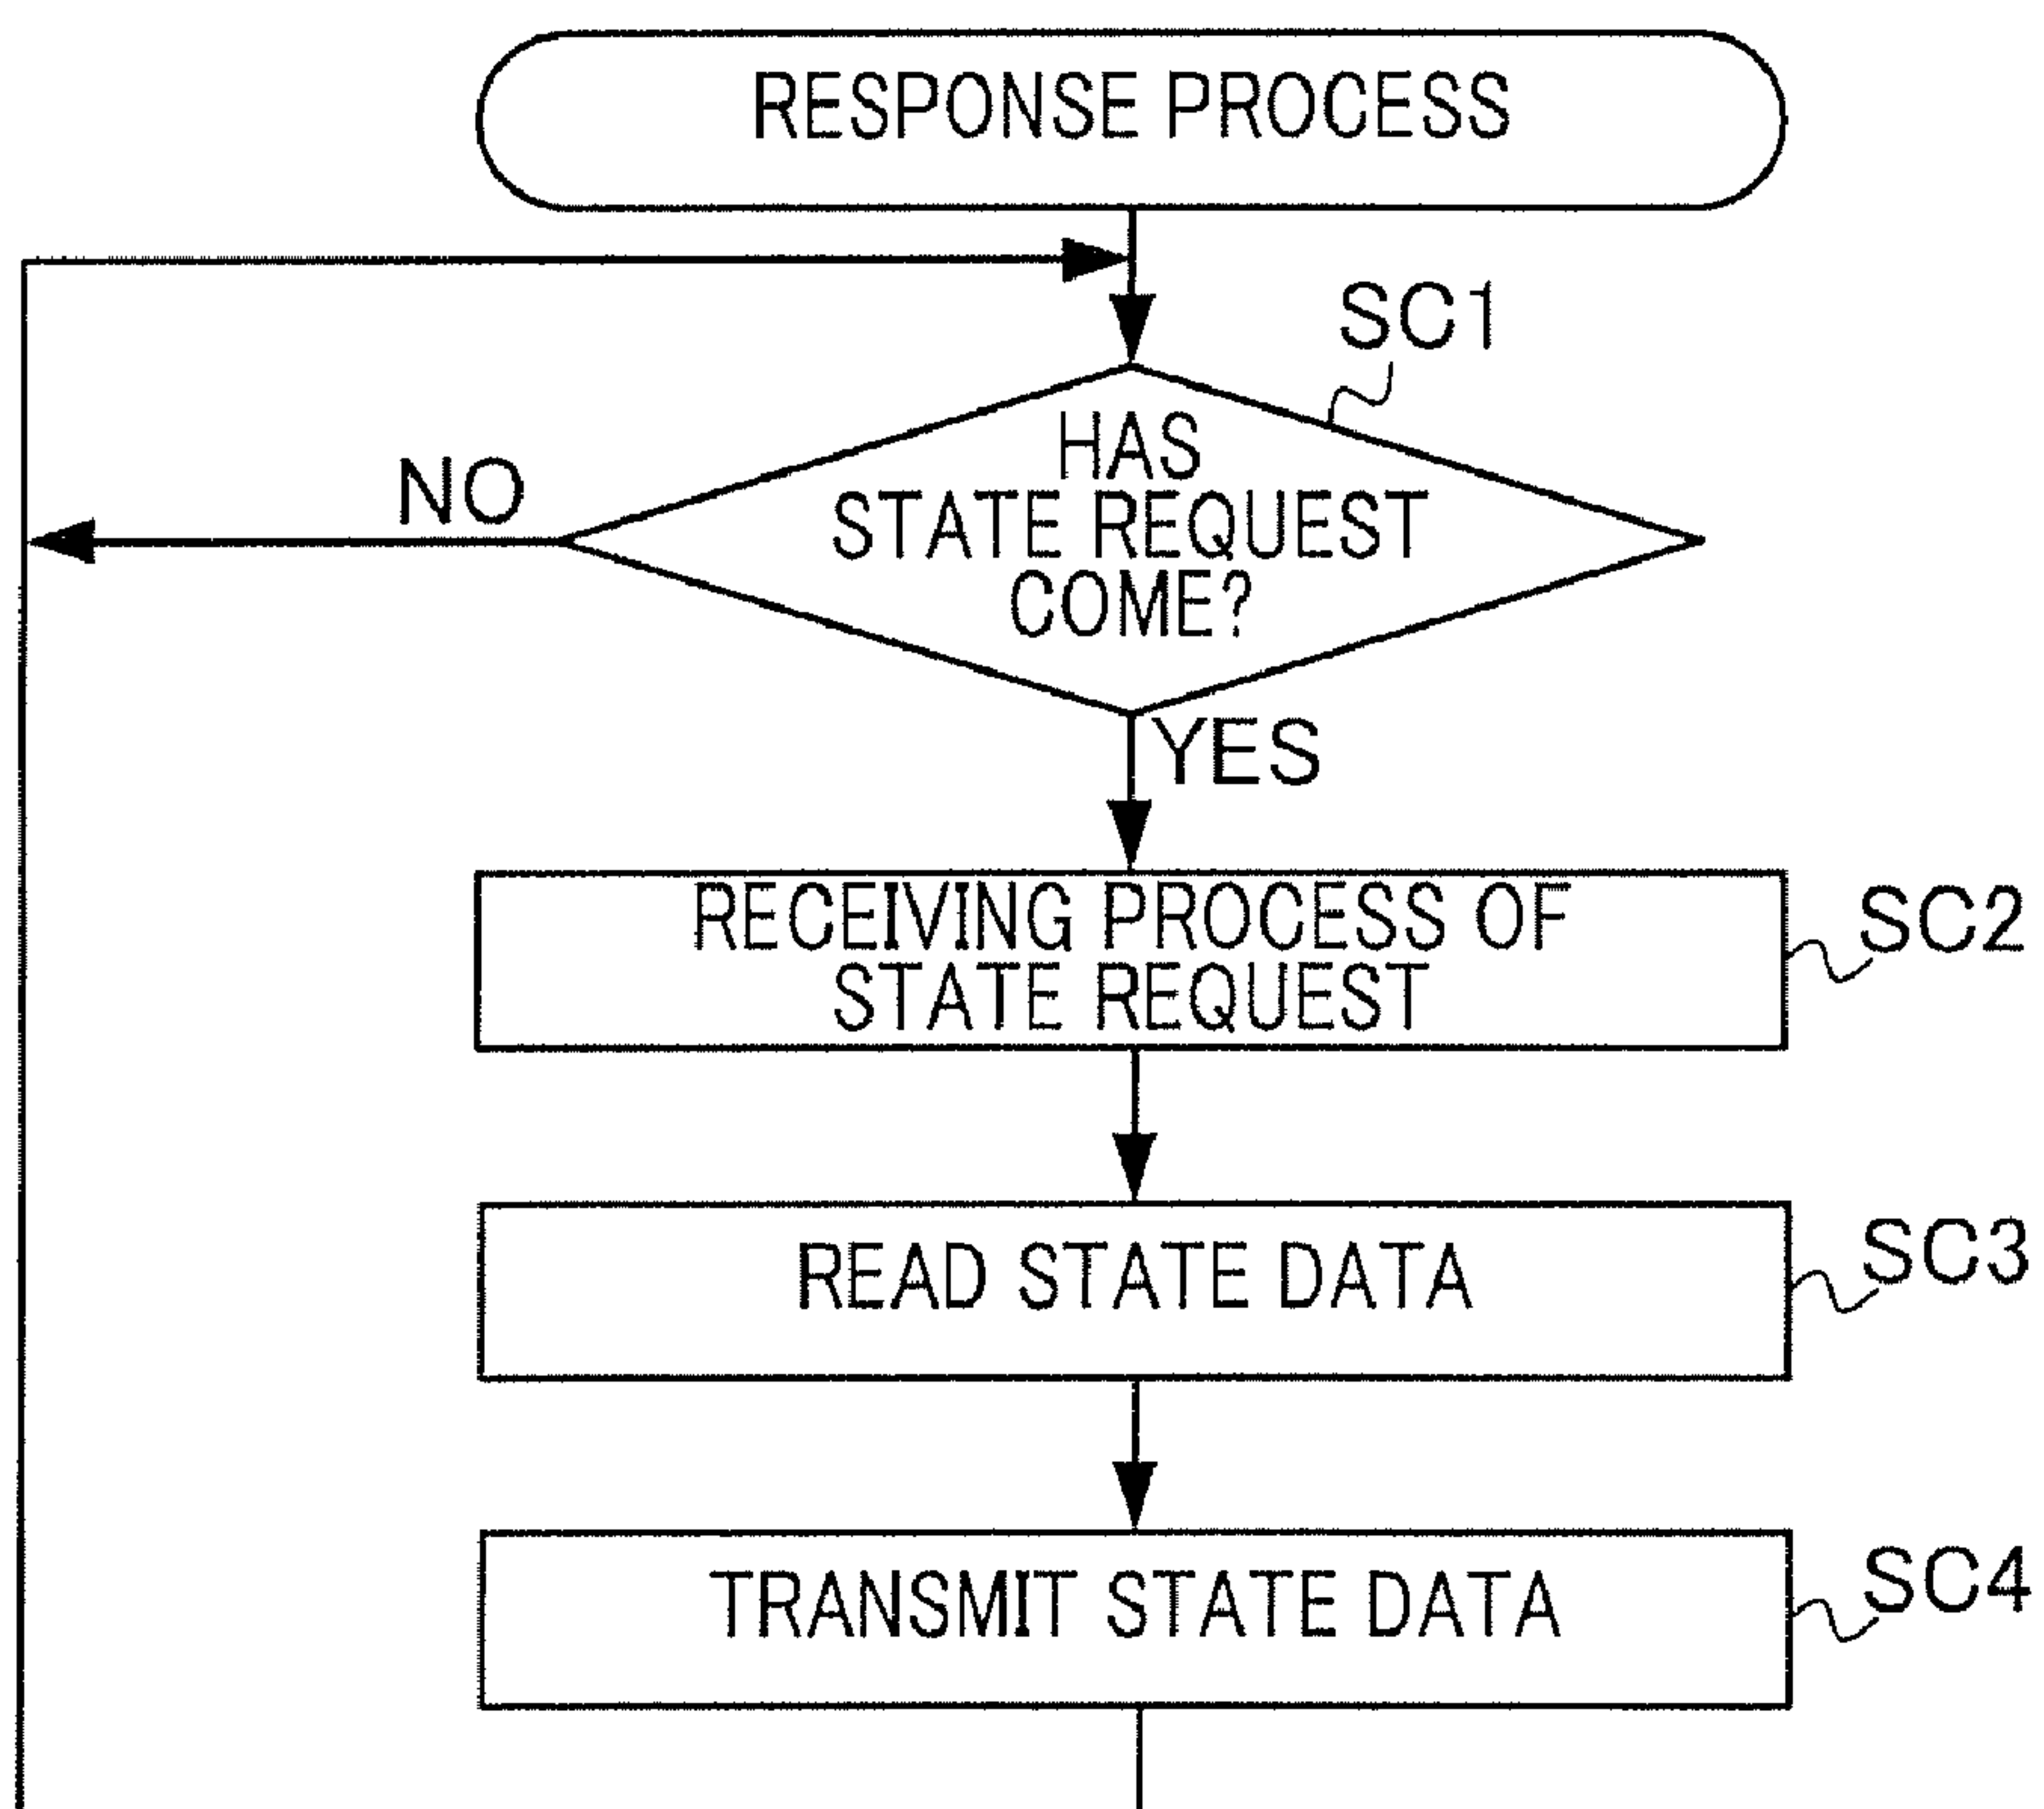 RESPONSE PROCESS
SC1
HAS
STATE REQUEST
COME?
NO
YES
RECEIVING PROCESS OF
STATE REQUEST
SC2
READ STATE DATA
SC3
TRANSMIT STATE DATA
SC4